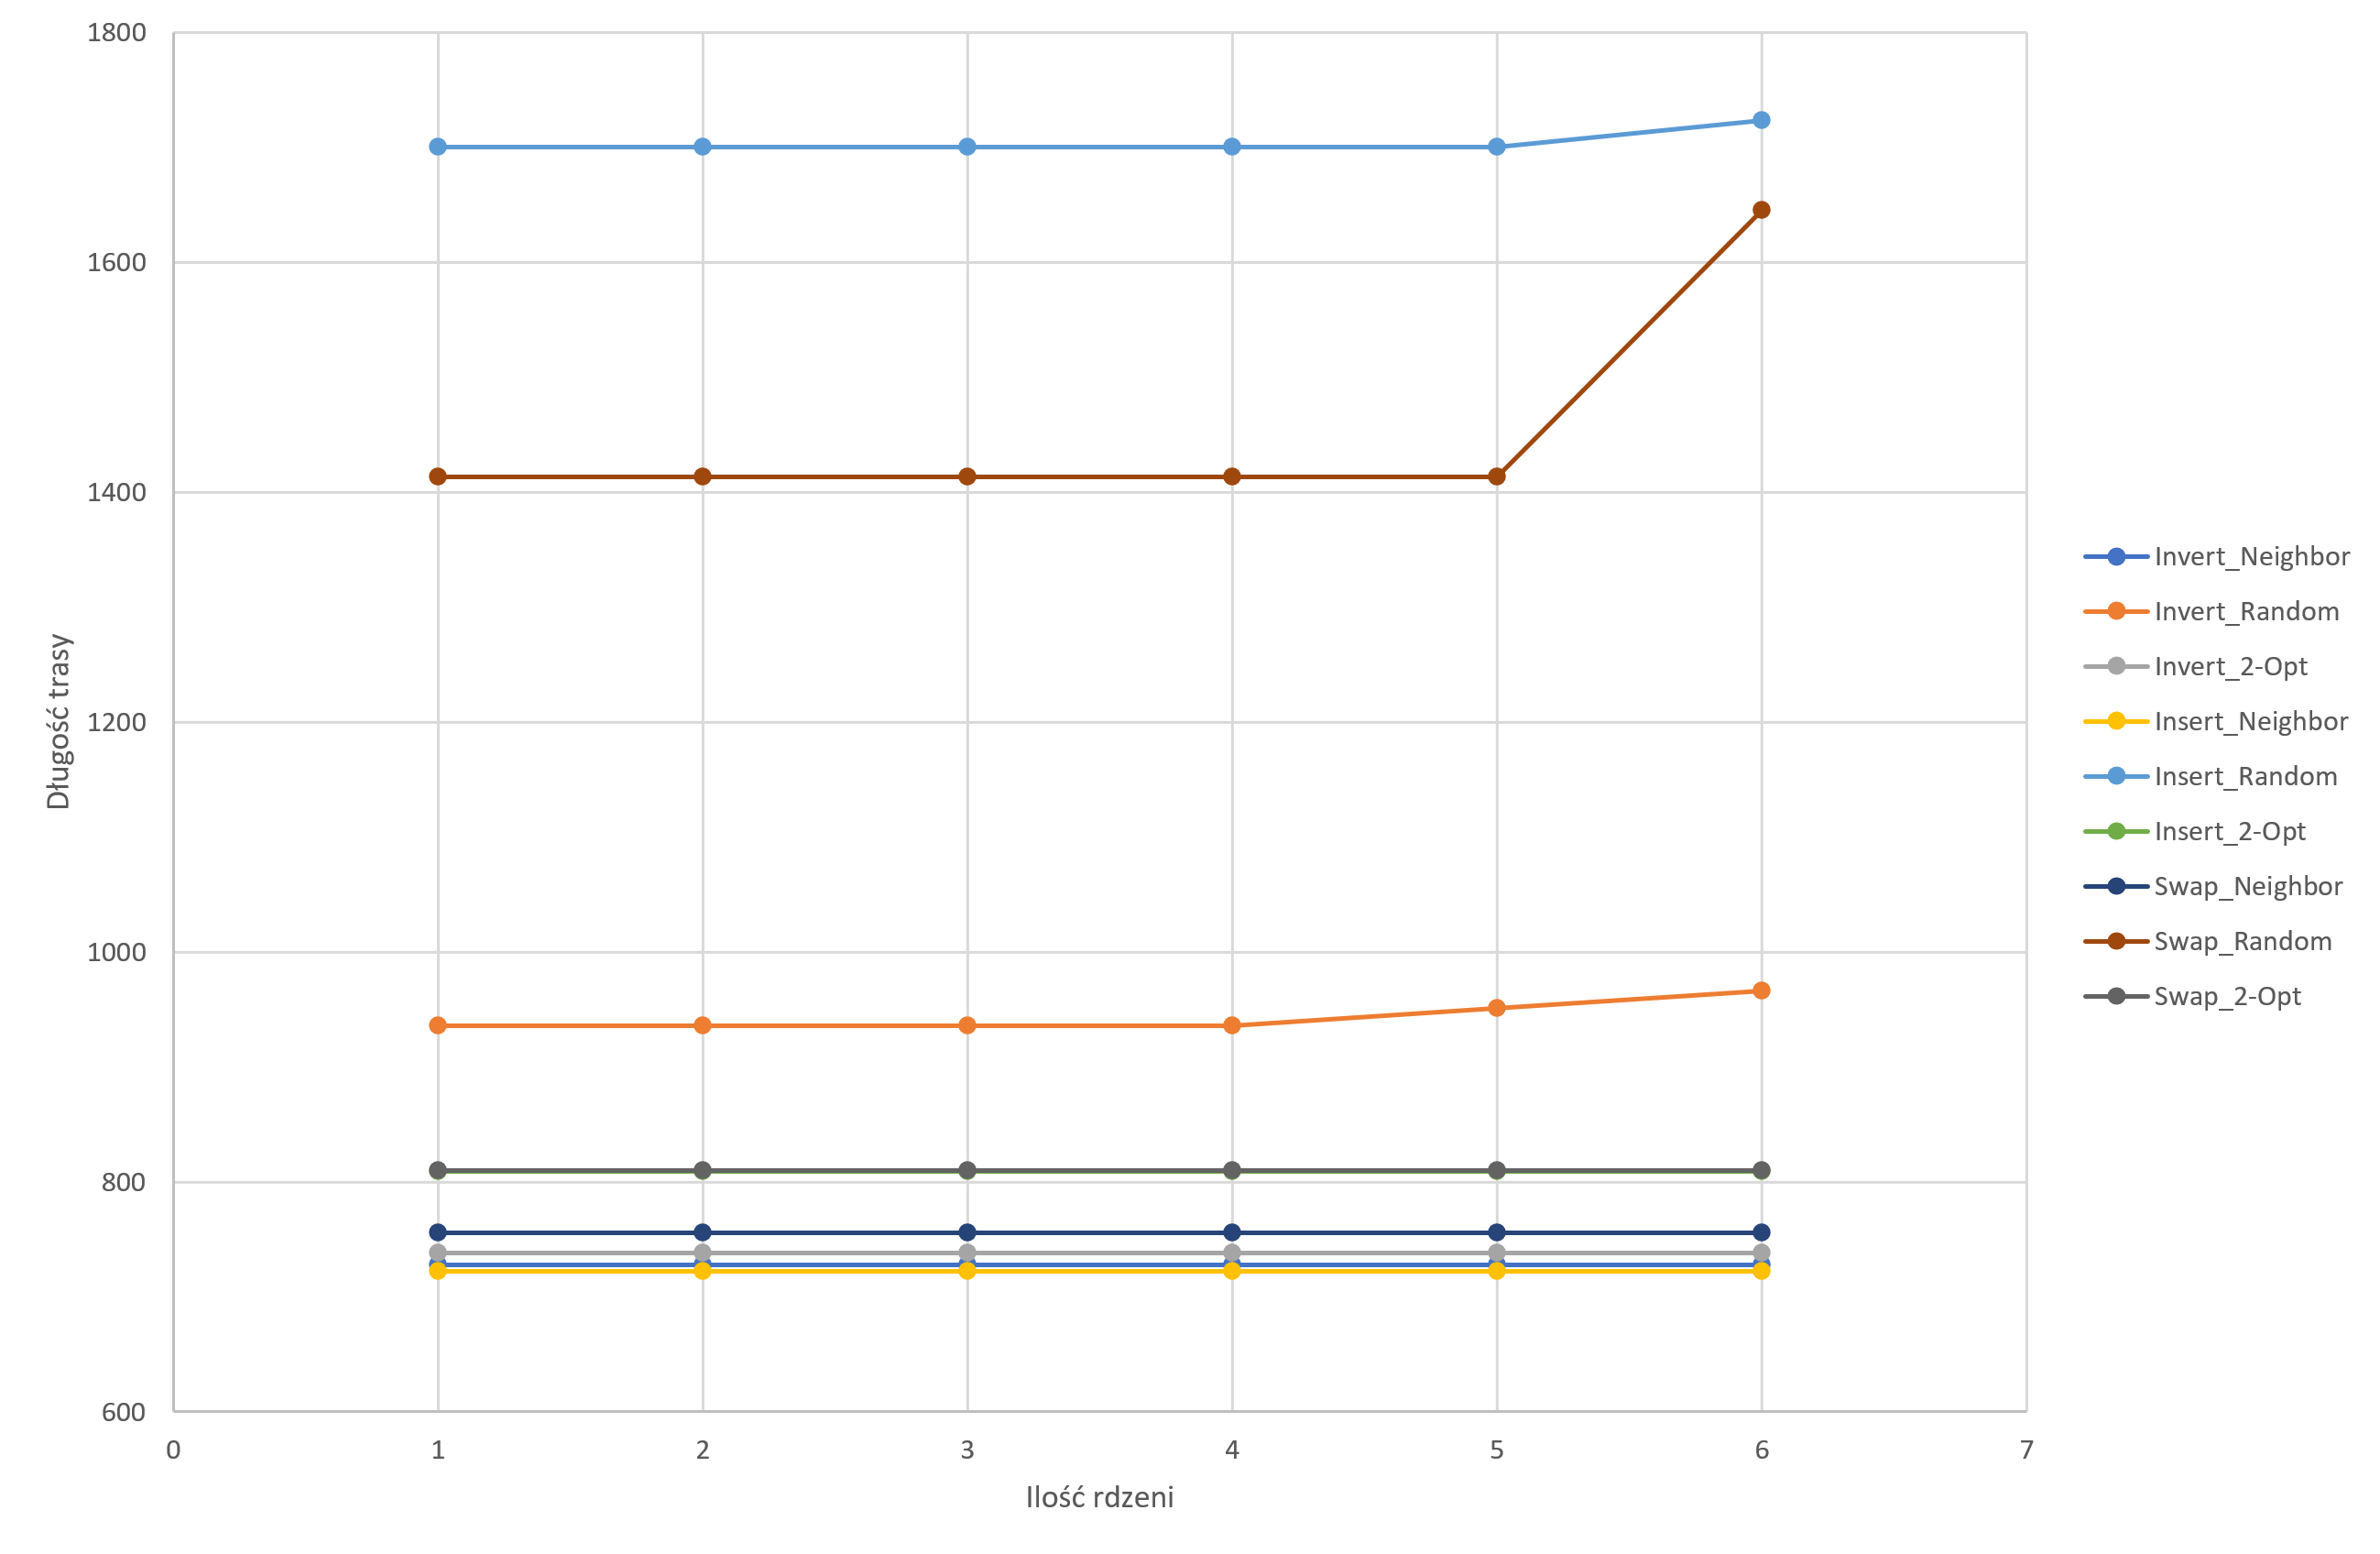 1800
1600
1400
1200
1000
800
600
Długość trasy
0 1 2 3 4 5 6 7
Ilość rdzeni
Invert_Neighbor
Invert_Random
Invert_2-Opt
Insert_Neighbor
Insert_Random
Insert_2-Opt
Swap_Neighbor
Swap_Random
Swap_2-Opt